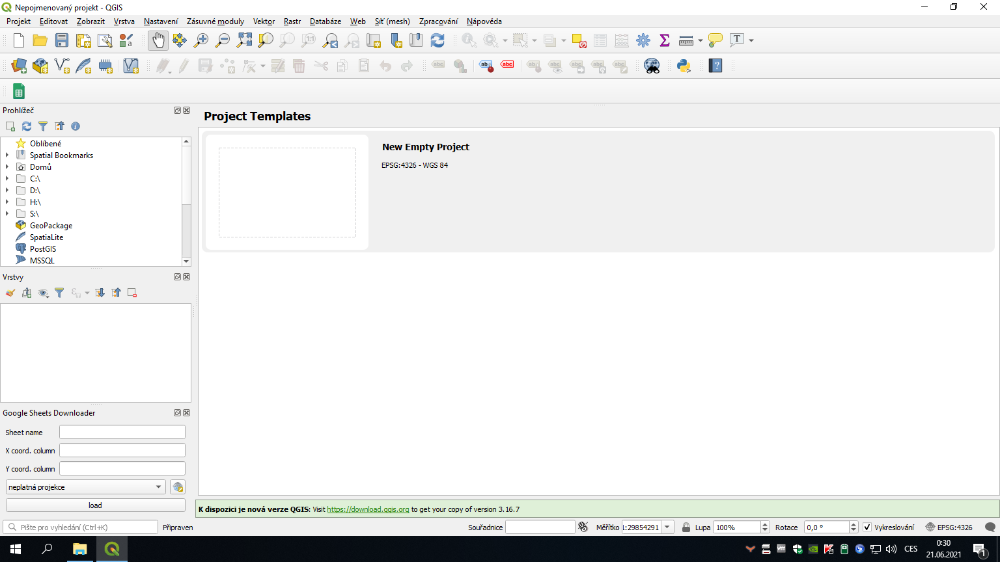 Nepojmenovaný projekt - QGIS
Projekt Editovat Zobrazit Vrstva Nastavení Zásuvné moduly Vektor Rastr Databáze Web Síť (mesh) Zpracování Nápověda
Prohlížeč
Oblíbené
Spatial Bookmarks
Domů
C:\
D:\
H:\
S:\
GeoPackage
SpatiaLite
PostGIS
MSSQL
Vrstvy
Google Sheets Downloader
Sheet name
X coord. column
Y coord. column
neplatná projekce
load
Project Templates
New Empty Project
EPSG:4326 - WGS 84
K dispozici je nová verze QGIS: Visit https://download.qgis.org to get your copy of version 3.16.7
Pište pro vyhledání (Ctrl+K) Připraven Souřadnice Měřítko 1:29854291 Lupa 100% Rotace 0,0 ° Vykreslování EPSG:4326
CES
0:30
21.06.2021
1